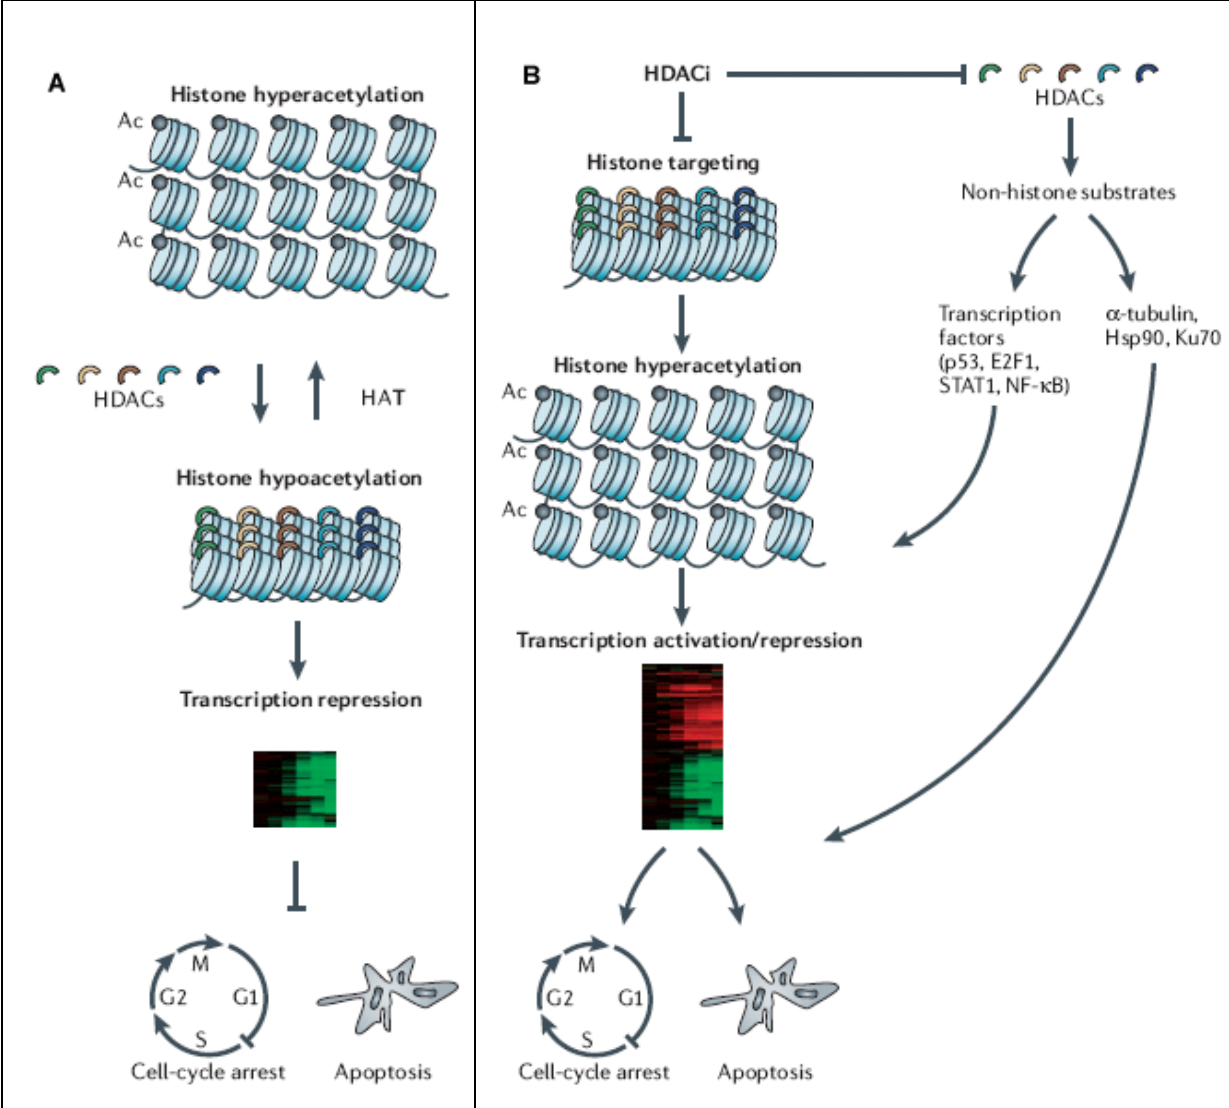 A
Histone hyperacetylation
Ac
Ac
Ac
HDACs
HAT
Histone hypoacetylation
Transcription repression
M
G2
G1
S
Cell-cycle arrest
Apoptosis
B
HDACi
HDACs
Histone targeting
Non-histone substrates
Transcription
factors
(p53, E2F1,
STAT1, NF-κB)
α-tubulin,
Hsp90, Ku70
Histone hyperacetylation
Ac
Ac
Ac
Transcription activation/repression
M
G2
G1
S
Cell-cycle arrest
Apoptosis